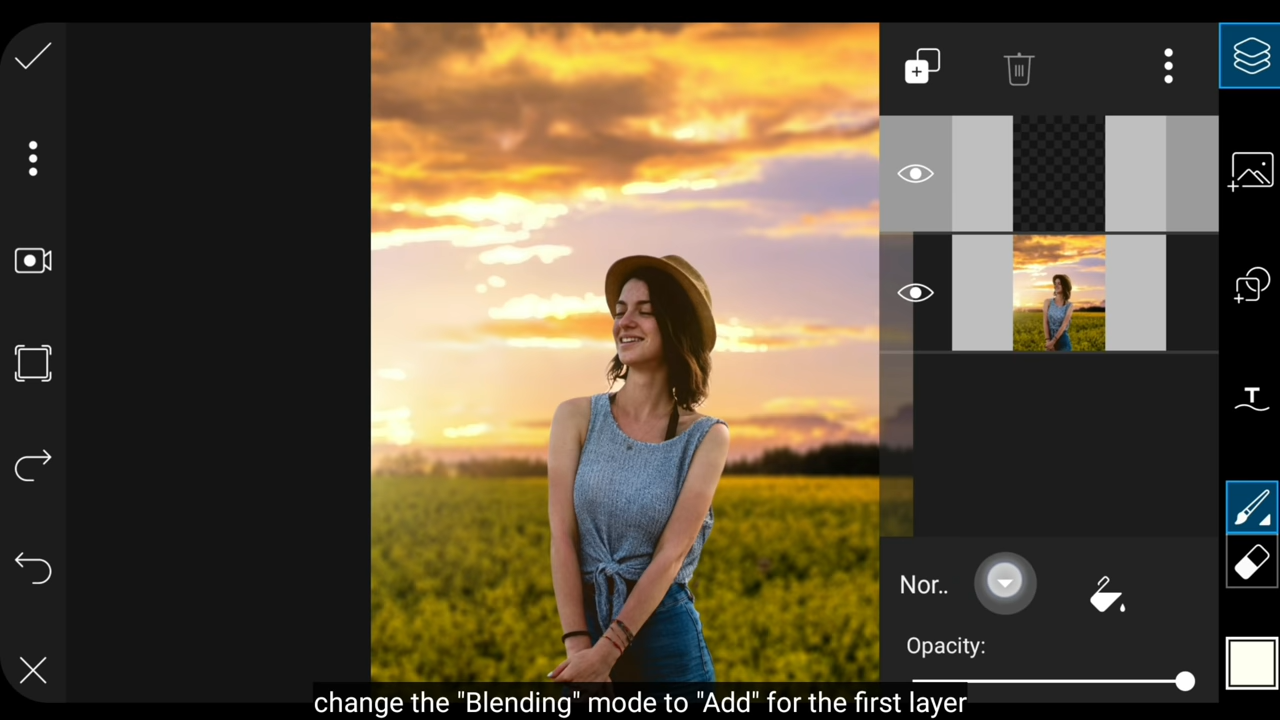 T
Nor..
Opacity:
change the "Blending" mode to "Add" for the first layer